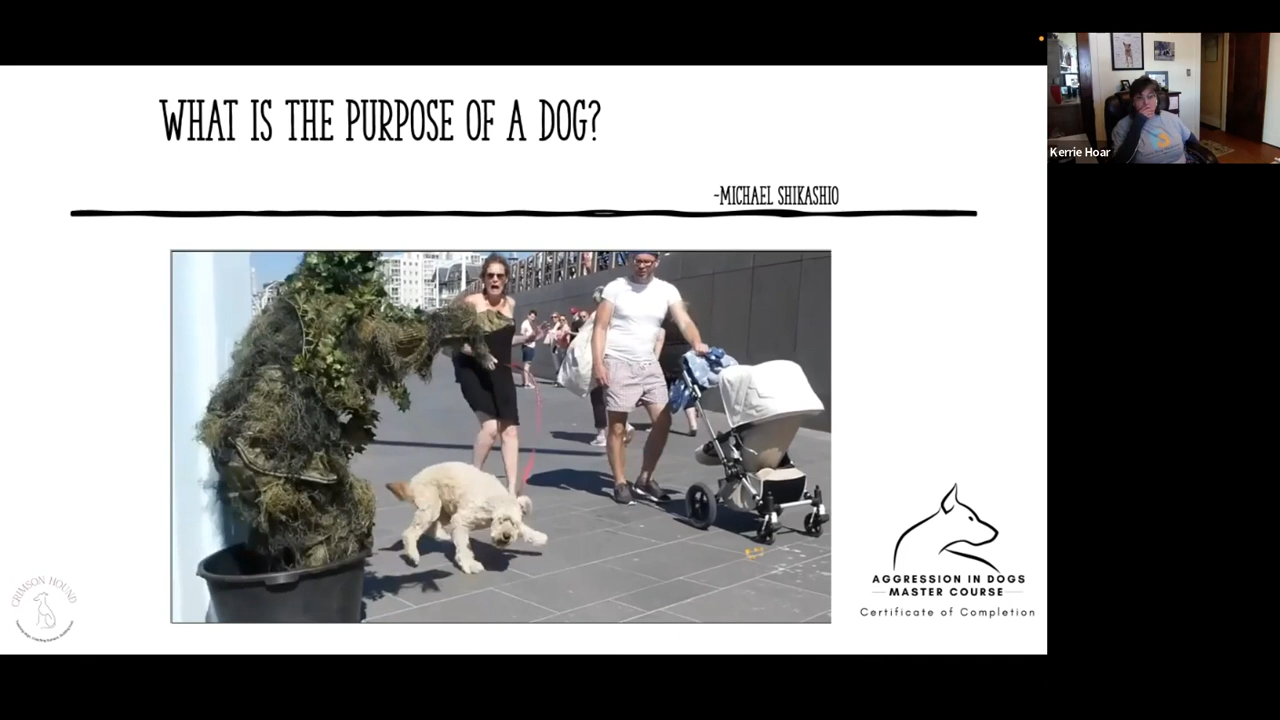 WHAT IS THE PURPOSE OF A DOG?
-MICHAEL SHIKASHIO
Kerrie Hoar
CRIMSON HOUND
AGGRESSION IN DOGS
MASTER COURSE
Certificate of Completion